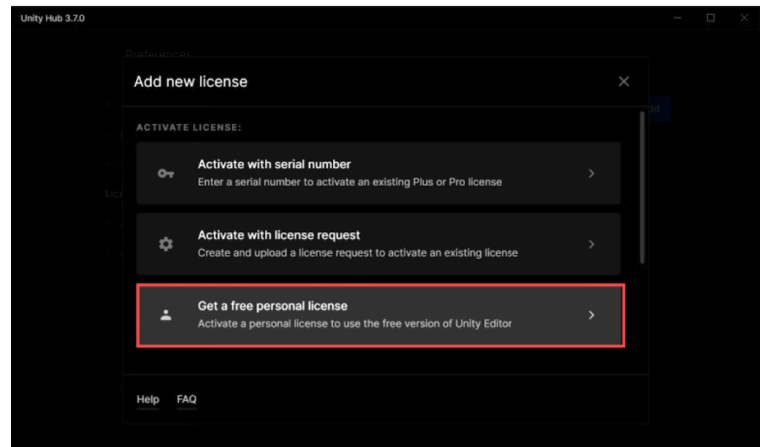 Unity Hub 3.7.0
Preferences
Add new license
ACTIVATE LICENSE:
Activate with serial number
Enter a serial number to activate an existing Plus or Pro license
Activate with license request
Create and upload a license request to activate an existing license
Get a free personal license
Activate a personal license to use the free version of Unity Editor
Help FAQ